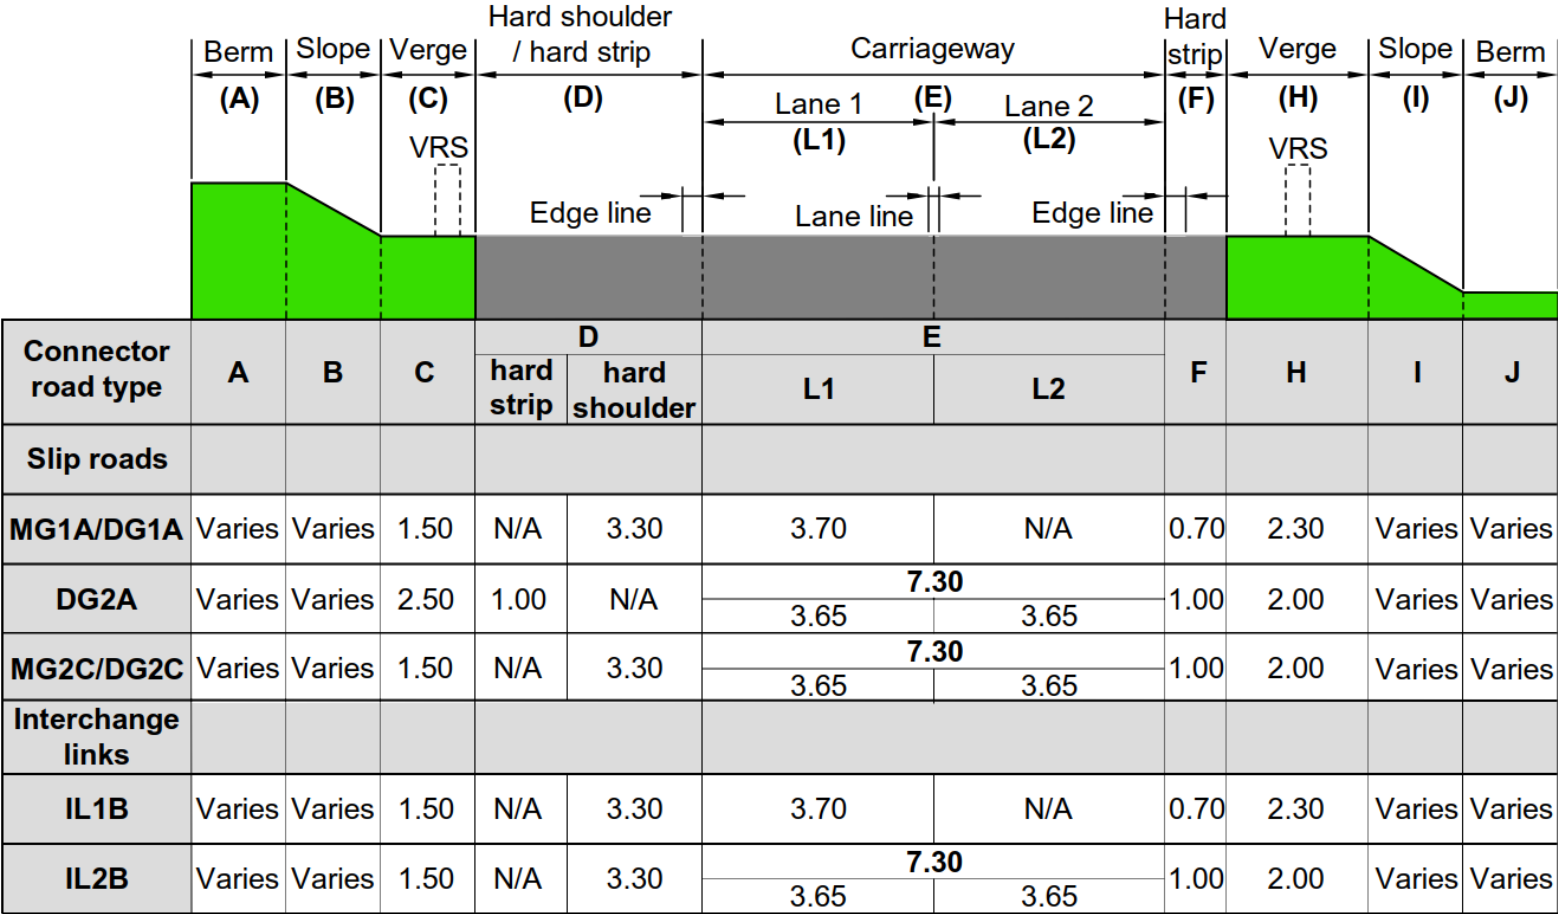 Hard shoulder / hard strip
Hard strip
Berm Slope Verge Carriageway Verge Slope Berm
(A) (B) (C) (D) (E) (F) (H) (I) (J)
Lane 1 Lane 2
(L1) (L2)
VRS VRS
Edge line Lane line Edge line
Connector road type A B C D E F H I J
hard strip hard shoulder L1 L2
Slip roads
MG1A/DG1A Varies Varies 1.50 N/A 3.30 3.70 N/A 0.70 2.30 Varies Varies
DG2A Varies Varies 2.50 1.00 N/A 7.30 3.65 3.65 1.00 2.00 Varies Varies
MG2C/DG2C Varies Varies 1.50 N/A 3.30 7.30 3.65 3.65 1.00 2.00 Varies Varies
Interchange links
IL1B Varies Varies 1.50 N/A 3.30 3.70 N/A 0.70 2.30 Varies Varies
IL2B Varies Varies 1.50 N/A 3.30 7.30 3.65 3.65 1.00 2.00 Varies Varies